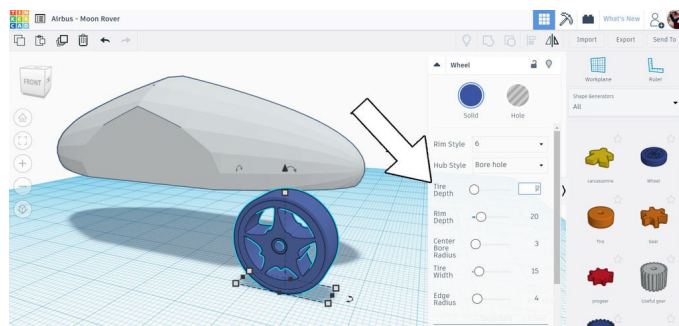 TIN
KER
CAD
Airbus - Moon Rover
What's New
Import Export Send To
FRONT
Wheel
Solid Hole
Workplane Ruler
Shape Generators
All
Rim Style 6
Hub Style Bore hole
Tire
Depth
Rim
Depth 20
Center
Bore
Radius 3
Tire
Width 15
Edge
Radius 4
Wheel
Tire Gear
progear Useful gear